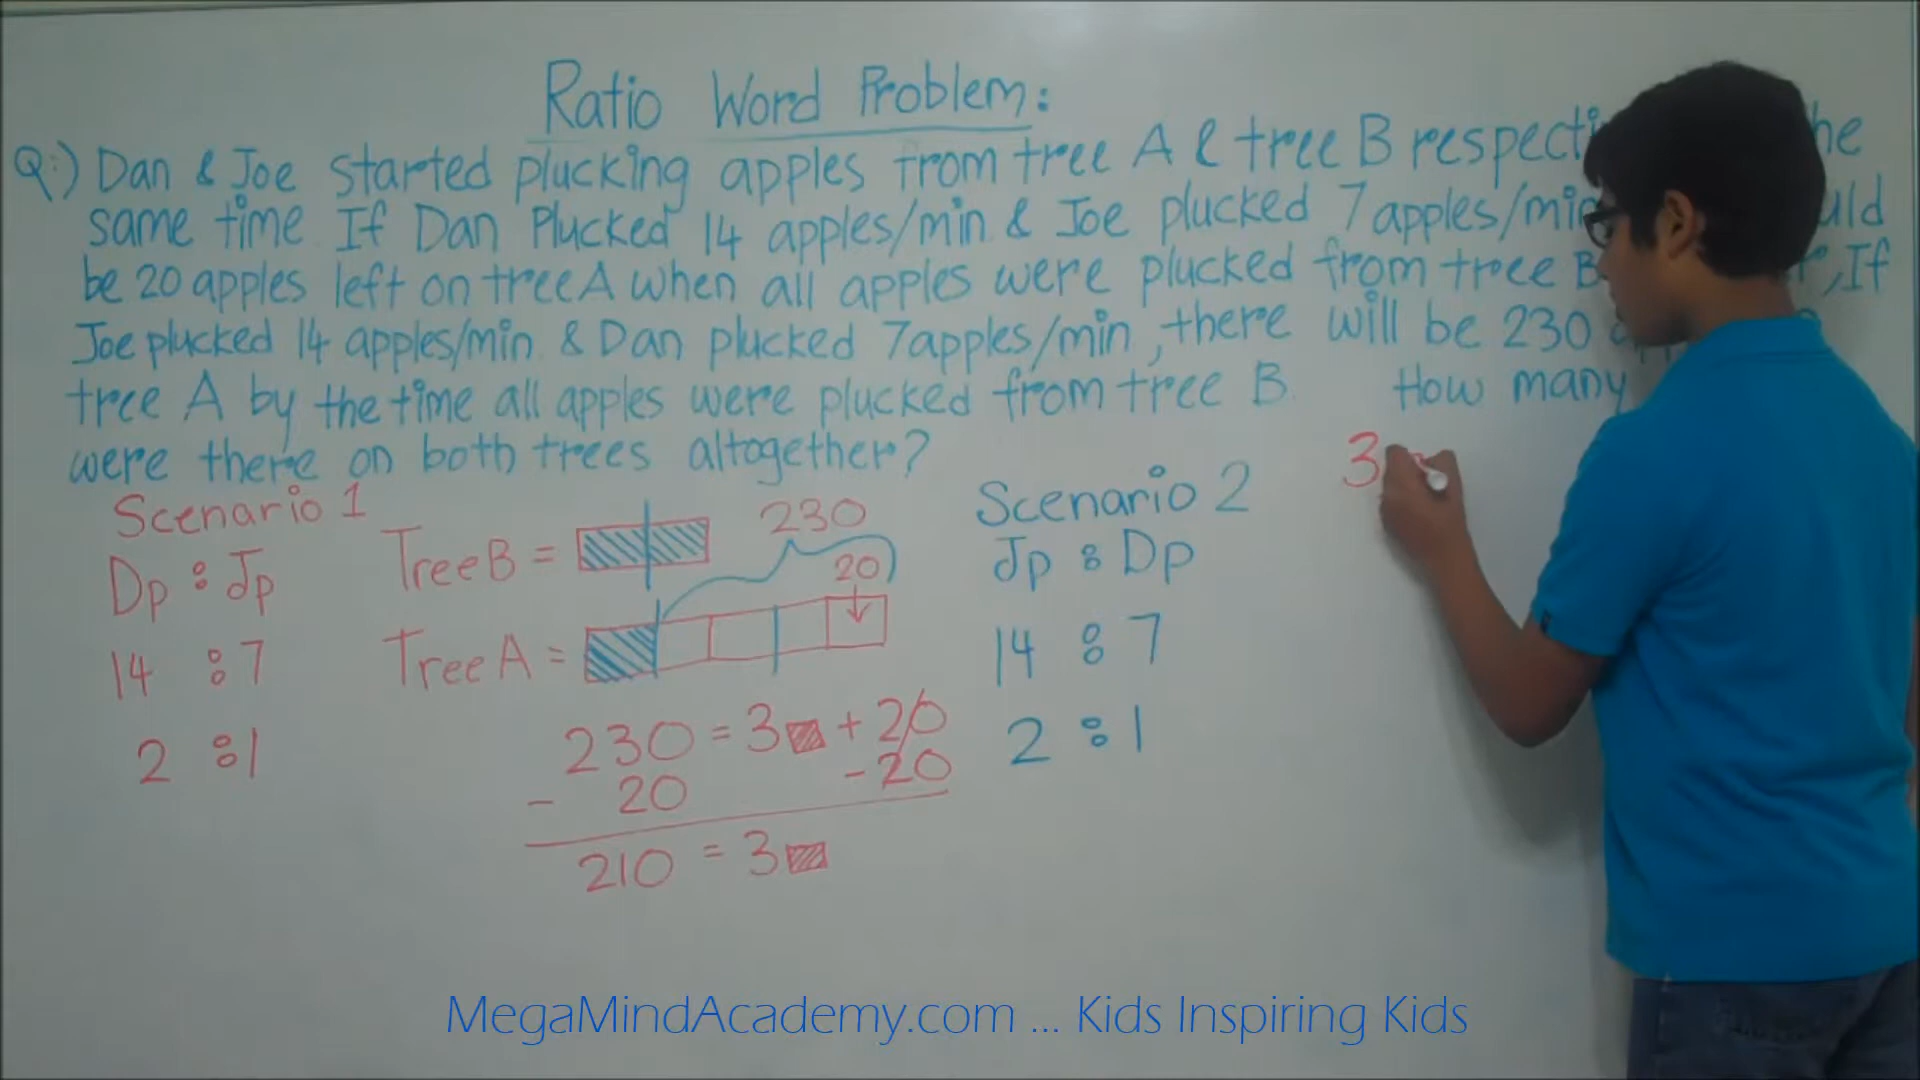 Ratio Word Problem:
Q:) Dan & Joe started plucking apples from tree A & tree B he
same time If Dan Plucked 14 apples/min & Joe plucked 7 apples/min
be 20 apples left on tree A when all apples were plucked from tree B ,If
Joe plucked 14 apples/min & Dan plucked 7apples/min, there will be 230
tree A by the time all apples were plucked from tree B. How many
were there on both trees altogether?
Scenario 1
Dp : Jp
14 : 7
2 : 1
230
Tree B =
20
Tree A =
230 = 3 + 20
- 20 - 20
210 = 3
Scenario 2
Jp : Dp
14 : 7
2 : 1
3
MegaMindAcademy.com ... Kids Inspiring Kids